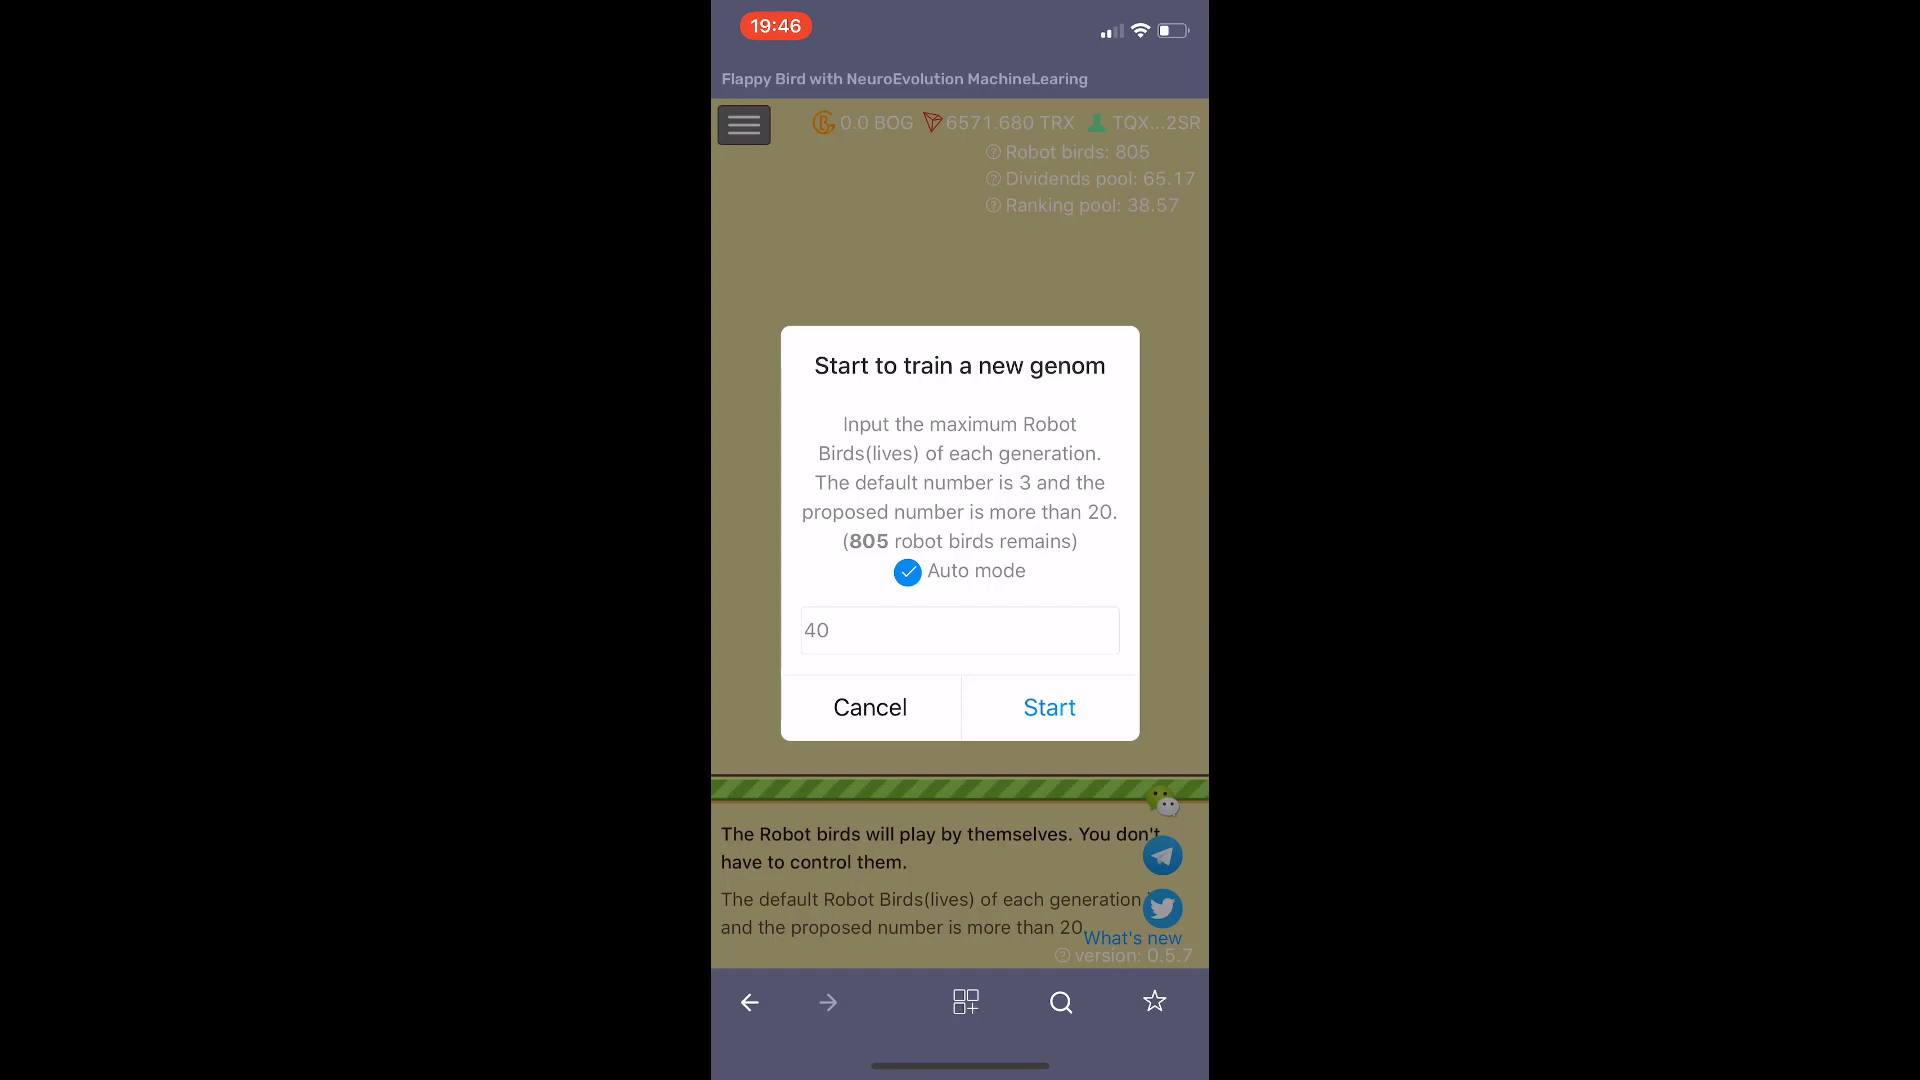 19:46
Flappy Bird with NeuroEvolution MachineLearing
0.0 BOG 6571.680 TRX TQX...2SR
Robot birds: 805
Dividends pool: 65.17
Ranking pool: 38.57
Start to train a new genom
Input the maximum Robot
Birds(lives) of each generation.
The default number is 3 and the
proposed number is more than 20.
(805 robot birds remains)
Auto mode
40
Cancel Start
The Robot birds will play by themselves. You don't
have to control them.
The default Robot Birds(lives) of each generation
and the proposed number is more than 20.
What's new
version: 0.5.7